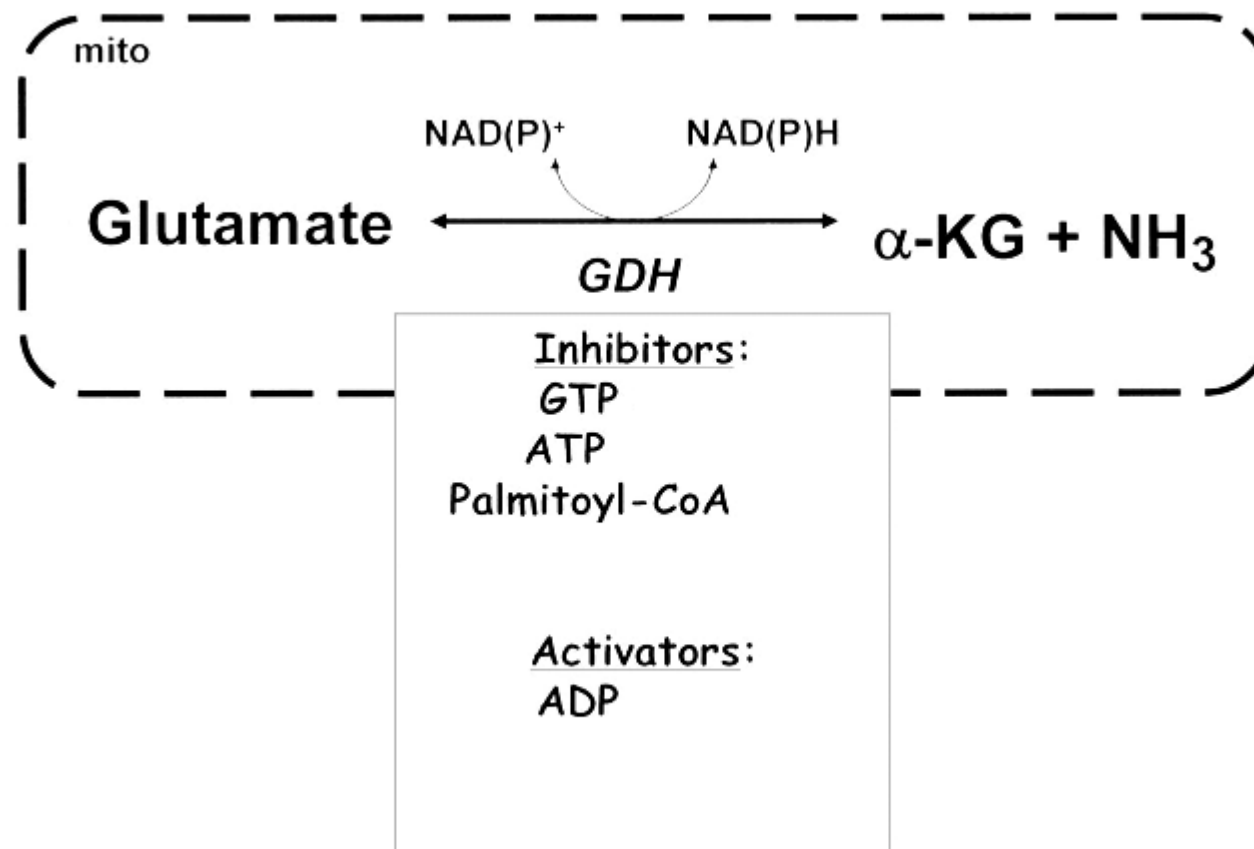 mito
NAD(P)⁺ NAD(P)H
Glutamate α-KG + NH₃
GDH
Inhibitors:
GTP
ATP
Palmitoyl-CoA
Activators:
ADP